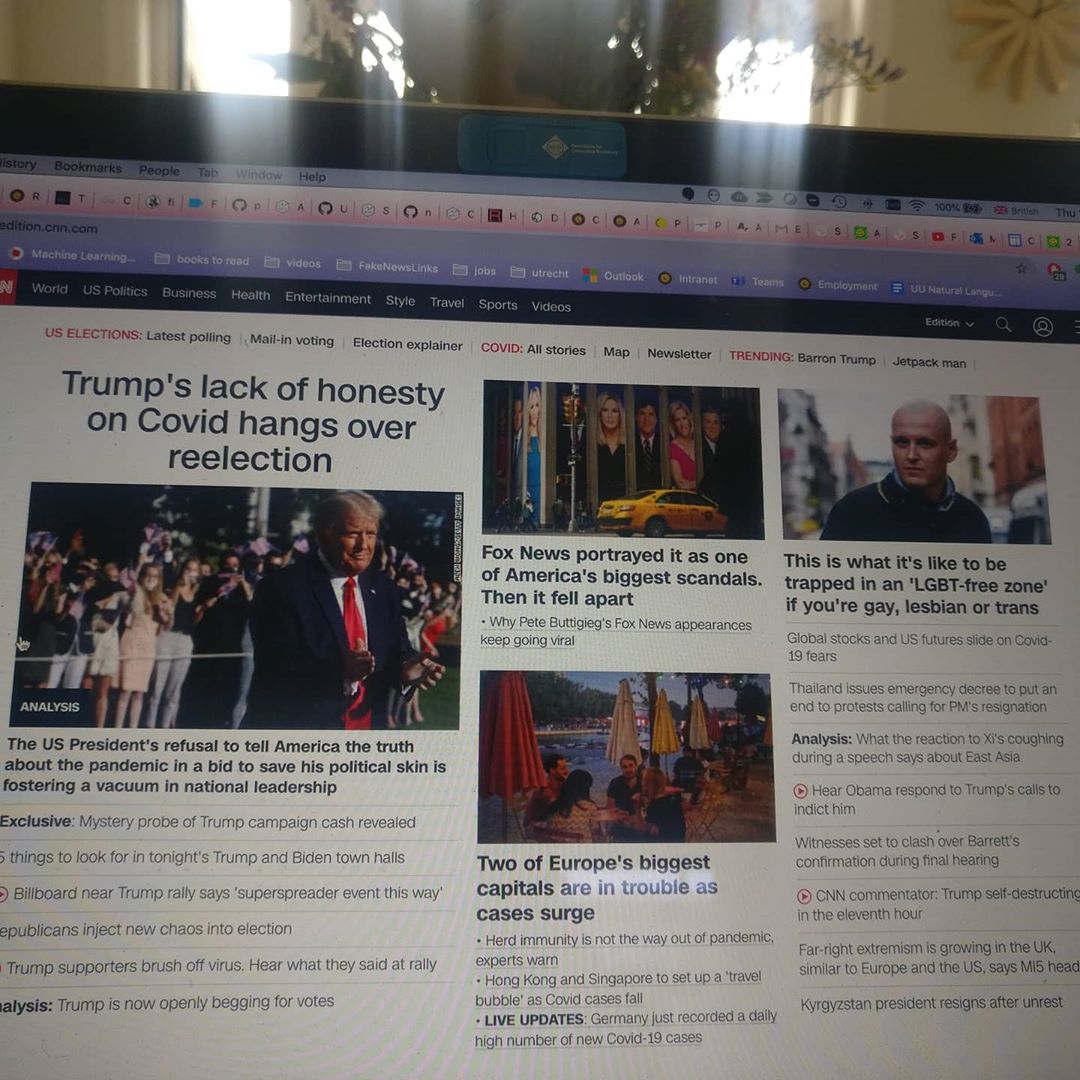 History Bookmarks People Tab Window Help
100% British Thu
R T C fi F p A U S n C H D C A P P A M E S A S F M C 2
edition.cnn.com
Machine Learning... books to read videos FakeNewsLinks jobs utrecht Outlook Intranet Teams Employment UU Natural Langu...
29
N World US Politics Business Health Entertainment Style Travel Sports Videos
Edition
US ELECTIONS: Latest polling Mail-in voting Election explainer COVID: All stories Map Newsletter TRENDING: Barron Trump Jetpack man
Trump's lack of honesty
on Covid hangs over
reelection
ANALYSIS
The US President's refusal to tell America the truth
about the pandemic in a bid to save his political skin is
fostering a vacuum in national leadership
Exclusive: Mystery probe of Trump campaign cash revealed
5 things to look for in tonight's Trump and Biden town halls
Billboard near Trump rally says 'superspreader event this way'
epublicans inject new chaos into election
Trump supporters brush off virus. Hear what they said at rally
nalysis: Trump is now openly begging for votes
Fox News portrayed it as one
of America's biggest scandals.
Then it fell apart
• Why Pete Buttigieg's Fox News appearances
keep going viral
Two of Europe's biggest
capitals are in trouble as
cases surge
• Herd immunity is not the way out of pandemic,
experts warn
• Hong Kong and Singapore to set up a 'travel
bubble' as Covid cases fall
• LIVE UPDATES: Germany just recorded a daily
high number of new Covid-19 cases
This is what it's like to be
trapped in an 'LGBT-free zone'
if you're gay, lesbian or trans
Global stocks and US futures slide on Covid-
19 fears
Thailand issues emergency decree to put an
end to protests calling for PM's resignation
Analysis: What the reaction to Xi's coughing
during a speech says about East Asia
Hear Obama respond to Trump's calls to
indict him
Witnesses set to clash over Barrett's
confirmation during final hearing
CNN commentator: Trump self-destructing
in the eleventh hour
Far-right extremism is growing in the UK,
similar to Europe and the US, says MI5 head
Kyrgyzstan president resigns after unrest